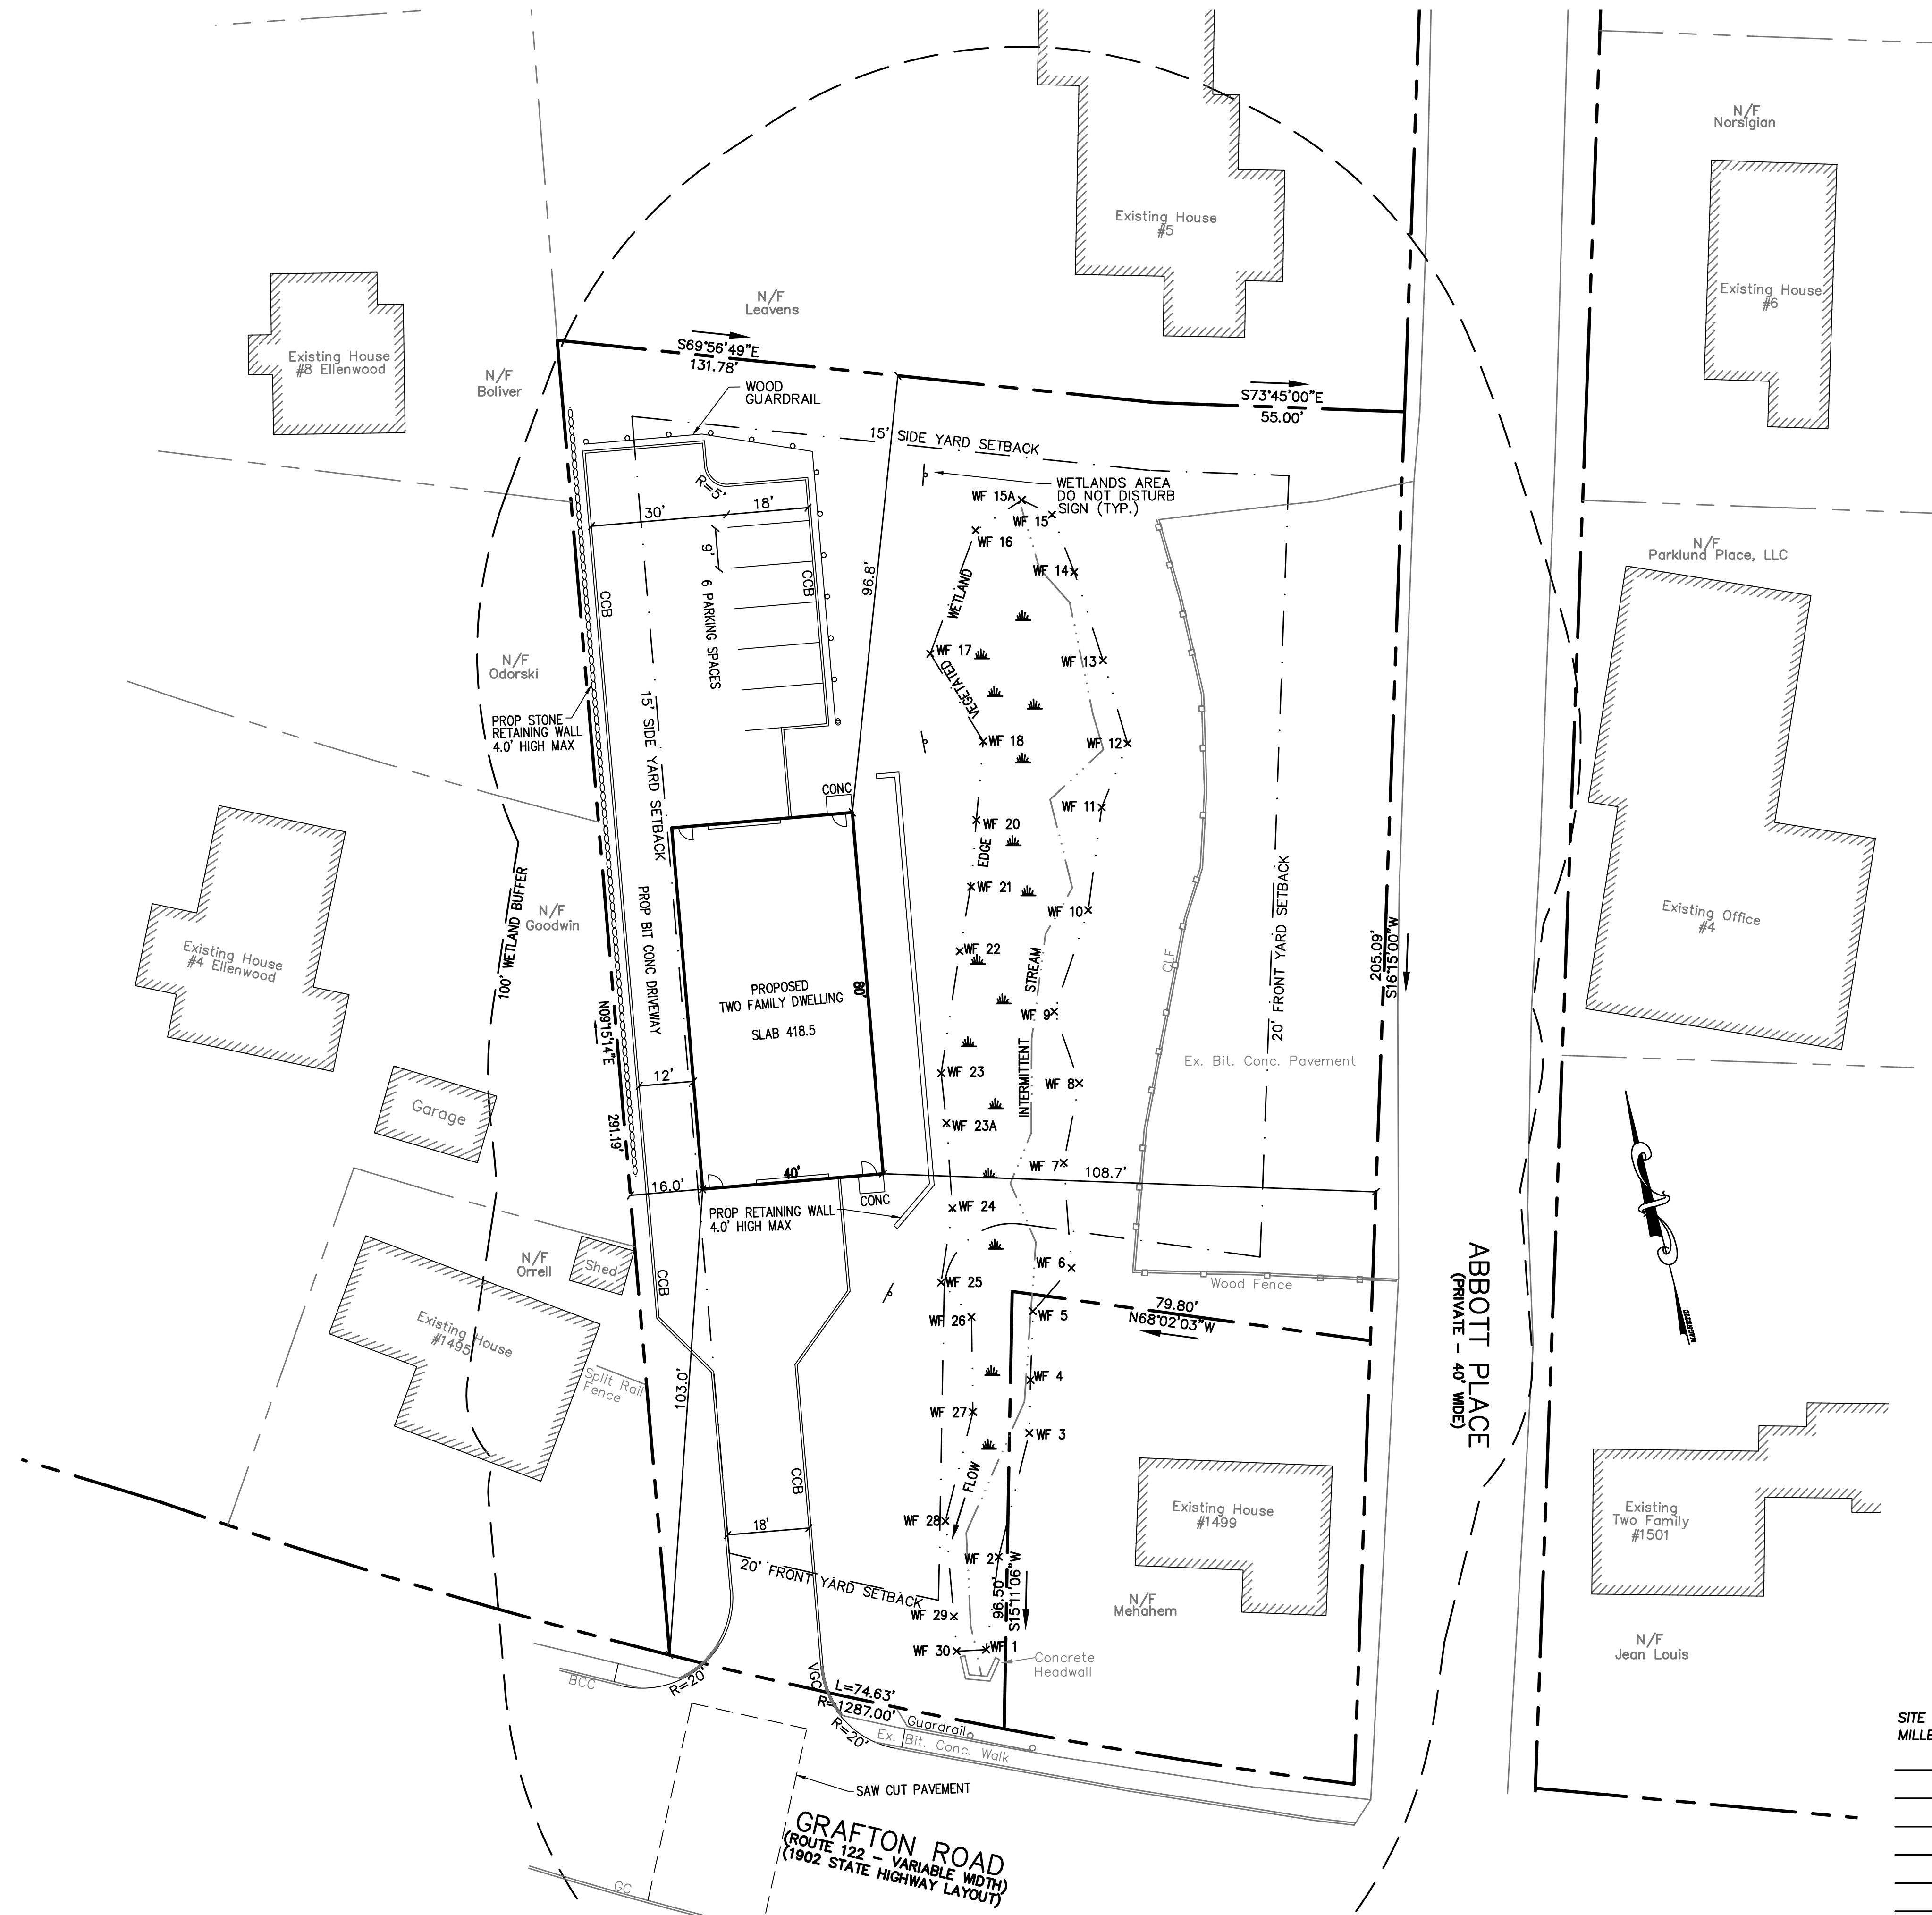 N/F
Norsigian
Existing House
#5
Existing House
#6
N/F
Leavens
Existing House
#8 Ellenwood
N/F
Boliver
S69°56'49"E
131.78'
WOOD
GUARDRAIL
S73°45'00"E
55.00'
15' SIDE YARD SETBACK
WETLANDS AREA
DO NOT DISTURB
SIGN (TYP.)
R=5'
30'
18'
9'
6 PARKING SPACES
CCB
CCB
96.8'
WF 15A
WF 15
WF 16
WF 14
WETLAND
WF 17
WF 13
VEGETATED
WF 18
WF 12
N/F
Parklund Place, LLC
N/F
Odorski
PROP STONE
RETAINING WALL
4.0' HIGH MAX
15' SIDE YARD SETBACK
CONC
WF 11
WF 20
EDGE
WF 21
WF 10
100' WETLAND BUFFER
N/F
Goodwin
Existing House
#4 Ellenwood
PROP BIT CONC DRIVEWAY
PROPOSED
TWO FAMILY DWELLING
SLAB 418.5
80'
WF 22
STREAM
WF 9
CLF
20' FRONT YARD SETBACK
205.09'
S16°15'00"W
Existing Office
#4
Ex. Bit. Conc. Pavement
INTERMITTENT
N09°15'14"E
291.19'
12'
WF 23
WF 8
WF 23A
Garage
WF 7
108.7'
40'
16.0'
CONC
PROP RETAINING WALL
4.0' HIGH MAX
WF 24
WF 6
N/F
Orrell
Shed
CCB
WF 25
Wood Fence
WF 26
WF 5
79.80'
N68°02'03"W
ABBOTT PLACE
(PRIVATE - 40' WIDE)
Existing House
#1495
Split Rail
Fence
103.0'
WF 4
WF 27
WF 3
CCB
FLOW
WF 28
18'
WF 2
20' FRONT YARD SETBACK
96.50'
S15°11'06"W
Existing House
#1499
Existing
Two Family
#1501
N/F
Mehahem
WF 29
WF 30
WF 1
Concrete
Headwall
N/F
Jean Louis
BCC
R=20'
VGC
L=74.63'
R=1287.00'
R=20'
Guardrail
Ex. Bit. Conc. Walk
SAW CUT PAVEMENT
GRAFTON ROAD
(ROUTE 122 - VARIABLE WIDTH)
(1902 STATE HIGHWAY LAYOUT)
GC
SITE
MILLE